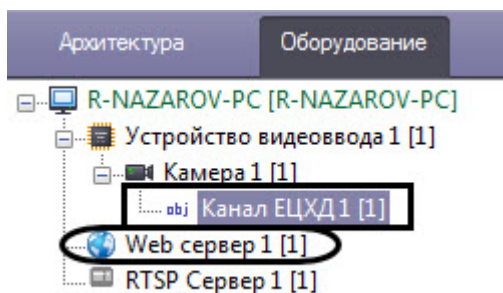 Архитектура Оборудование
R-NAZAROV-PC [R-NAZAROV-PC]
Устройство видеоввода 1 [1]
Камера 1 [1]
obj Канал ЕЦХД 1 [1]
Web сервер 1 [1]
RTSP Сервер 1 [1]